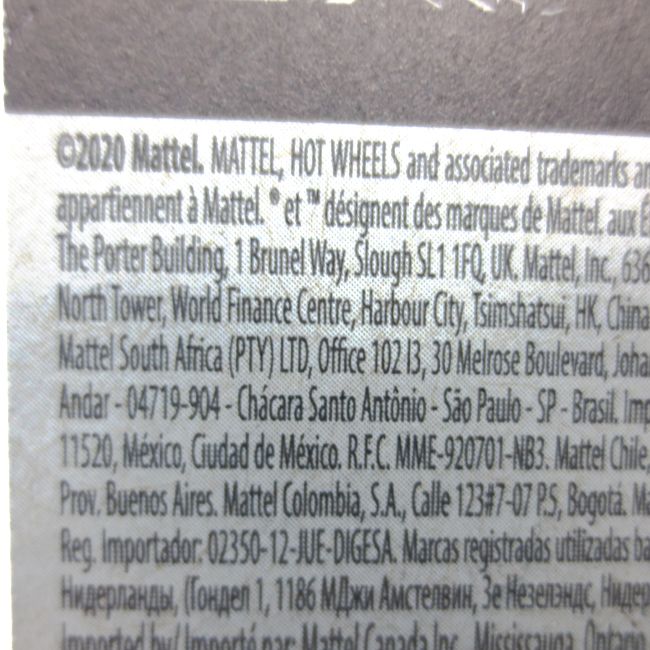 ©2020 Mattel. MATTEL, HOT WHEELS and associated trademarks
appartiennent à Mattel. ® et ™ désignent des marques de Mattel. aux
The Porter Building, 1 Brunel Way, Slough SL1 1FQ, UK. Mattel, Inc., 636
North Tower, World Finance Centre, Harbour City, Tsimshatsui, HK, China
Mattel South Africa (PTY) LTD, Office 102 I3, 30 Melrose Boulevard, Joha
Andar - 04719-904 - Chácara Santo Antônio - São Paulo - SP - Brasil. Imp
11520, México, Ciudad de México. R.F.C. MME-920701-NB3. Mattel Chile,
Prov. Buenos Aires. Mattel Colombia, S.A., Calle 123#7-07 P.5, Bogotá.
Reg. Importador: 02350-12-JUE-DIGESA. Marcas registradas utilizadas ba
Нидерланды, (Гондел 1, 1186 МДжи Амстелвин, Зе Незелэндс, Нидер
Imported by/ Importé par: Mattel Canada Inc., Mississauga, Ontario